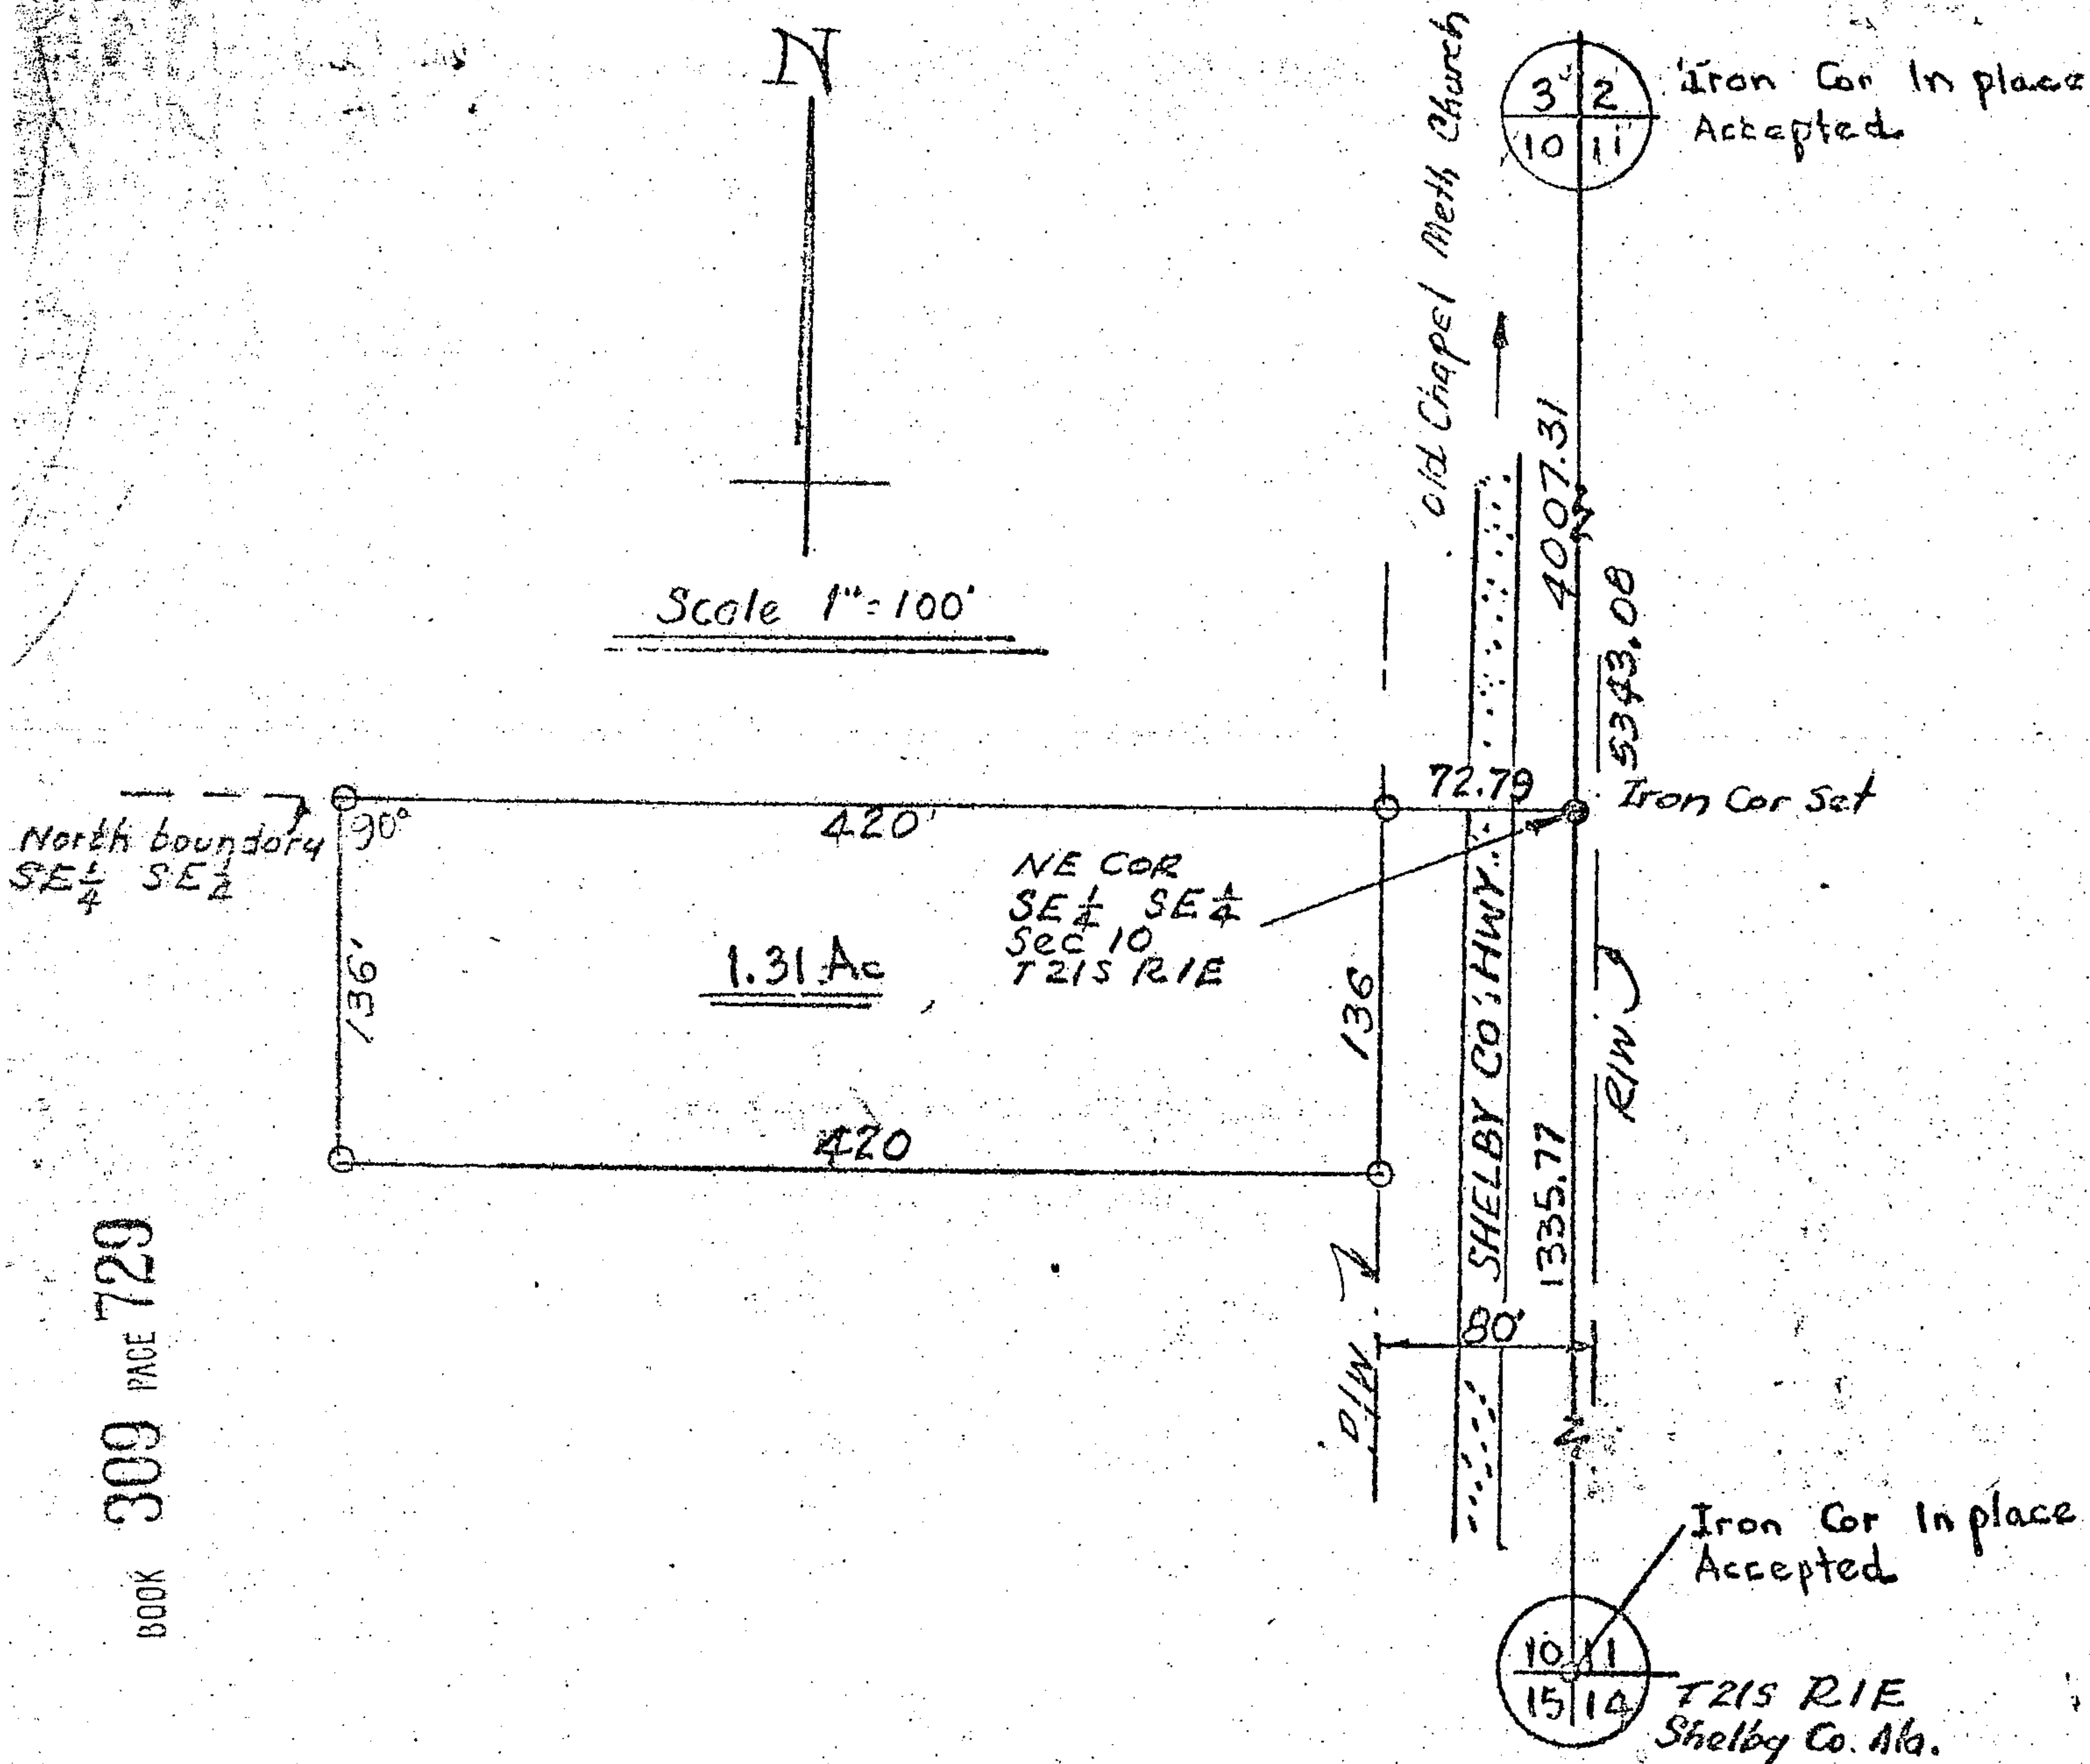 N
Old Chapel Meth Church
3 2
10 11
Iron Cor In place
Accepted
Scale 1"=100'
4007.31
5343.08
72.79
Iron Cor Set
North boundary
SE¼ SE¼
90°
420'
NE COR
SE¼ SE¼
Sec 10
T21S R1E
136'
1.31 Ac
136
SHELBY CO. HWY.
R/W
420
1335.77
R/W
80'
BOOK 309 PAGE 729
Iron Cor In place
Accepted
10 11
15 14
T21S R1E
Shelby Co. Ala.